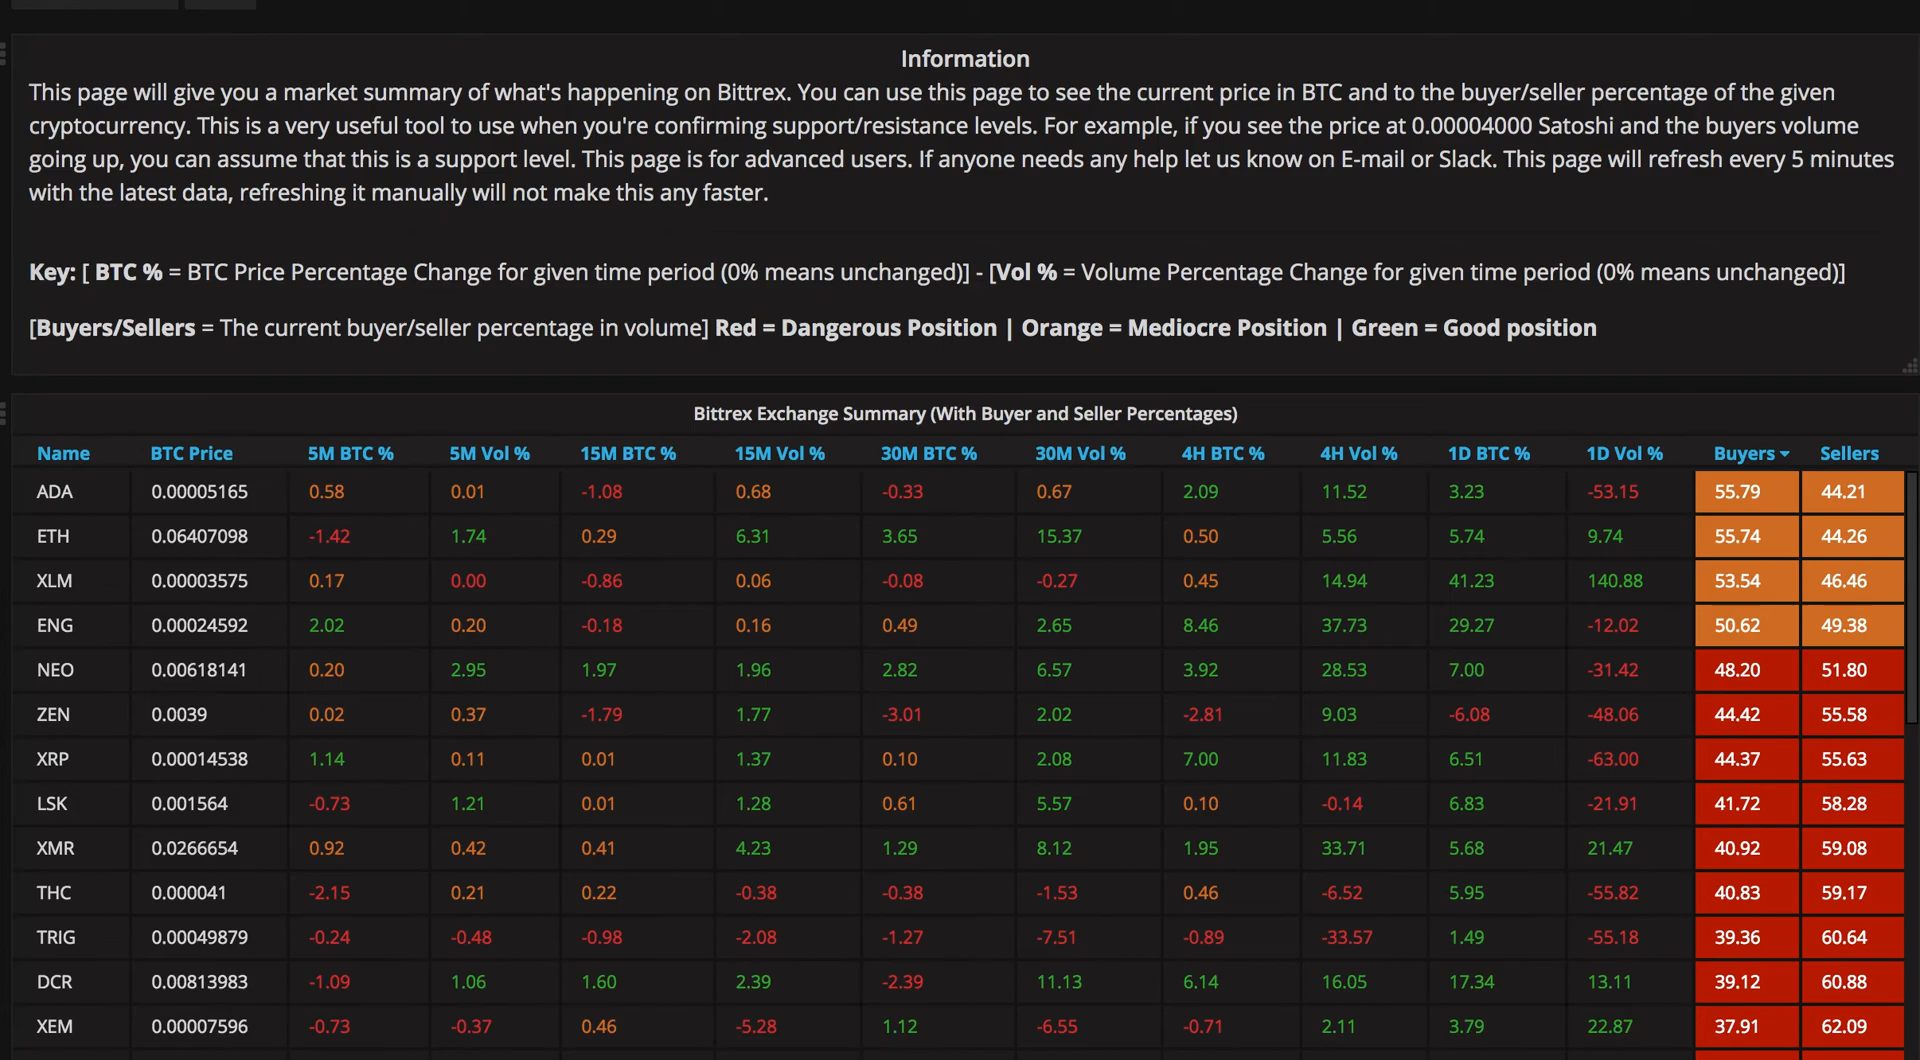 Information
This page will give you a market summary of what's happening on Bittrex. You can use this page to see the current price in BTC and to the buyer/seller percentage of the given
cryptocurrency. This is a very useful tool to use when you're confirming support/resistance levels. For example, if you see the price at 0.00004000 Satoshi and the buyers volume
going up, you can assume that this is a support level. This page is for advanced users. If anyone needs any help let us know on E-mail or Slack. This page will refresh every 5 minutes
with the latest data, refreshing it manually will not make this any faster.
Key: [ BTC % = BTC Price Percentage Change for given time period (0% means unchanged)] - [Vol % = Volume Percentage Change for given time period (0% means unchanged)]
[Buyers/Sellers = The current buyer/seller percentage in volume] Red = Dangerous Position | Orange = Mediocre Position | Green = Good position
Bittrex Exchange Summary (With Buyer and Seller Percentages)
Name BTC Price 5M BTC % 5M Vol % 15M BTC % 15M Vol % 30M BTC % 30M Vol % 4H BTC % 4H Vol % 1D BTC % 1D Vol % Buyers Sellers
ADA 0.00005165 0.58 0.01 -1.08 0.68 -0.33 0.67 2.09 11.52 3.23 -53.15 55.79 44.21
ETH 0.06407098 -1.42 1.74 0.29 6.31 3.65 15.37 0.50 5.56 5.74 9.74 55.74 44.26
XLM 0.00003575 0.17 0.00 -0.86 0.06 -0.08 -0.27 0.45 14.94 41.23 140.88 53.54 46.46
ENG 0.00024592 2.02 0.20 -0.18 0.16 0.49 2.65 8.46 37.73 29.27 -12.02 50.62 49.38
NEO 0.00618141 0.20 2.95 1.97 1.96 2.82 6.57 3.92 28.53 7.00 -31.42 48.20 51.80
ZEN 0.0039 0.02 0.37 -1.79 1.77 -3.01 2.02 -2.81 9.03 -6.08 -48.06 44.42 55.58
XRP 0.00014538 1.14 0.11 0.01 1.37 0.10 2.08 7.00 11.83 6.51 -63.00 44.37 55.63
LSK 0.001564 -0.73 1.21 0.01 1.28 0.61 5.57 0.10 -0.14 6.83 -21.91 41.72 58.28
XMR 0.0266654 0.92 0.42 0.41 4.23 1.29 8.12 1.95 33.71 5.68 21.47 40.92 59.08
THC 0.000041 -2.15 0.21 0.22 -0.38 -0.38 -1.53 0.46 -6.52 5.95 -55.82 40.83 59.17
TRIG 0.00049879 -0.24 -0.48 -0.98 -2.08 -1.27 -7.51 -0.89 -33.57 1.49 -55.18 39.36 60.64
DCR 0.00813983 -1.09 1.06 1.60 2.39 -2.39 11.13 6.14 16.05 17.34 13.11 39.12 60.88
XEM 0.00007596 -0.73 -0.37 0.46 -5.28 1.12 -6.55 -0.71 2.11 3.79 22.87 37.91 62.09